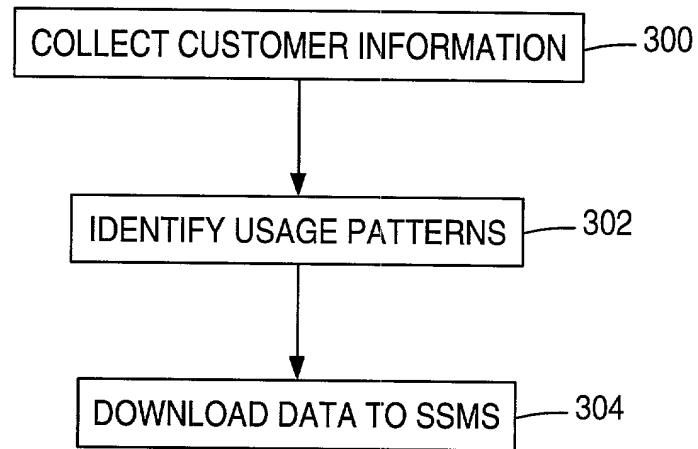 COLLECT CUSTOMER INFORMATION 300
IDENTIFY USAGE PATTERNS 302
DOWNLOAD DATA TO SSMS 304